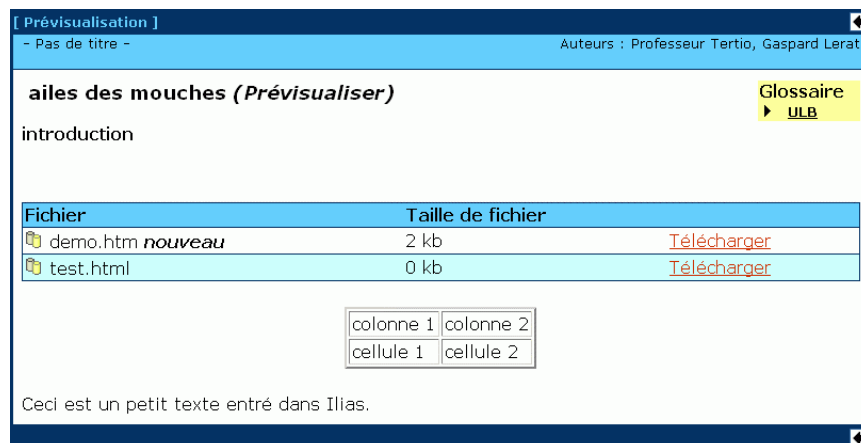 [ Prévisualisation ]
- Pas de titre - Auteurs : Professeur Tertio, Gaspard Lerat
ailes des mouches (Prévisualiser)
Glossaire
ULB
introduction
Fichier Taille de fichier
demo.htm nouveau 2 kb Télécharger
test.html 0 kb Télécharger
colonne 1 colonne 2
cellule 1 cellule 2
Ceci est un petit texte entré dans Ilias.